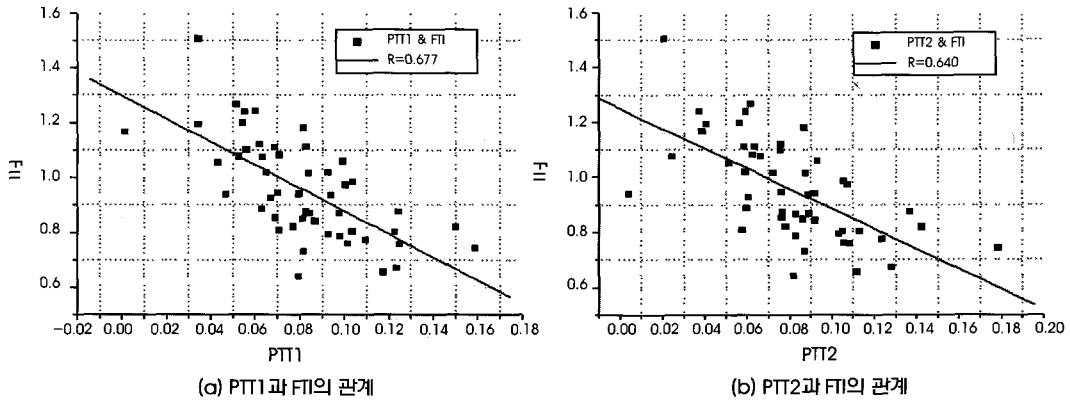 1.6
1.4
1.2
1.0
0.8
0.6
FTI
PTT1 & FTI
R=0.677
−0.02 0.00 0.04 0.06 0.08 0.10 0.12 0.14 0.16 0.18
PTT1
(a) PTT1과 FTI의 관계
1.6
1.4
1.2
1.0
0.8
0.6
FTI
PTT2 & FTI
R=0.640
0.00 0.04 0.06 0.08 0.10 0.12 0.14 0.16 0.18 0.20
PTT2
(b) PTT2과 FTI의 관계